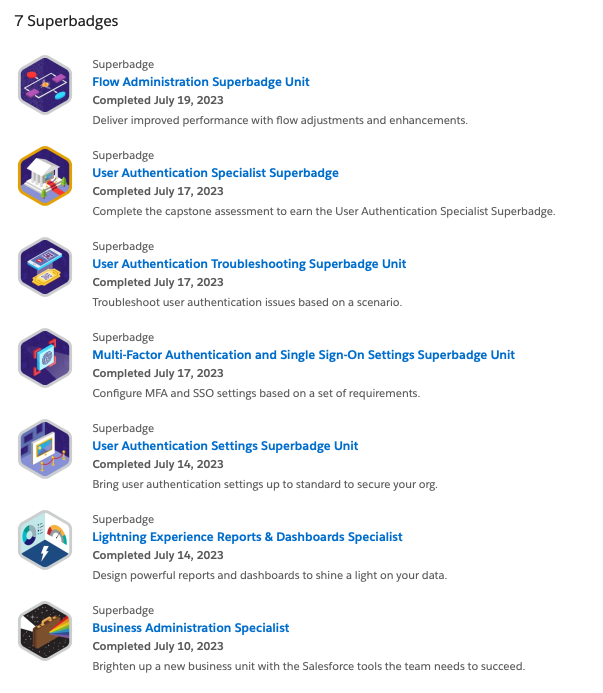 7 Superbadges
Superbadge
Flow Administration Superbadge Unit
Completed July 19, 2023
Deliver improved performance with flow adjustments and enhancements.
Superbadge
User Authentication Specialist Superbadge
Completed July 17, 2023
Complete the capstone assessment to earn the User Authentication Specialist Superbadge.
Superbadge
User Authentication Troubleshooting Superbadge Unit
Completed July 17, 2023
Troubleshoot user authentication issues based on a scenario.
Superbadge
Multi-Factor Authentication and Single Sign-On Settings Superbadge Unit
Completed July 17, 2023
Configure MFA and SSO settings based on a set of requirements.
Superbadge
User Authentication Settings Superbadge Unit
Completed July 14, 2023
Bring user authentication settings up to standard to secure your org.
Superbadge
Lightning Experience Reports & Dashboards Specialist
Completed July 14, 2023
Design powerful reports and dashboards to shine a light on your data.
Superbadge
Business Administration Specialist
Completed July 10, 2023
Brighten up a new business unit with the Salesforce tools the team needs to succeed.